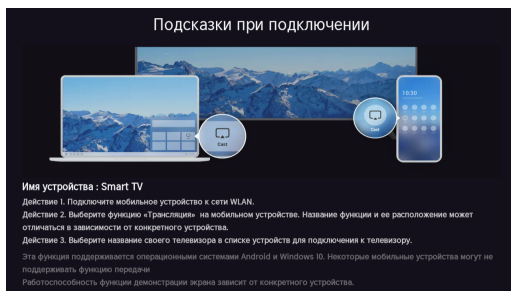 Подсказки при подключении
10:30
Cast
Cast
Имя устройства : Smart TV
Действие 1. Подключите мобильное устройство к сети WLAN.
Действие 2. Выберите функцию «Трансляция» на мобильном устройстве. Название функции и ее расположение может
отличаться в зависимости от конкретного устройства.
Действие 3. Выберите название своего телевизора в списке устройств для подключения к телевизору.
Эта функция поддерживается операционными системами Android и Windows 10. Некоторые мобильные устройства могут не
поддерживать функцию передачи
Работоспособность функции демонстрации экрана зависит от конкретного устройства.